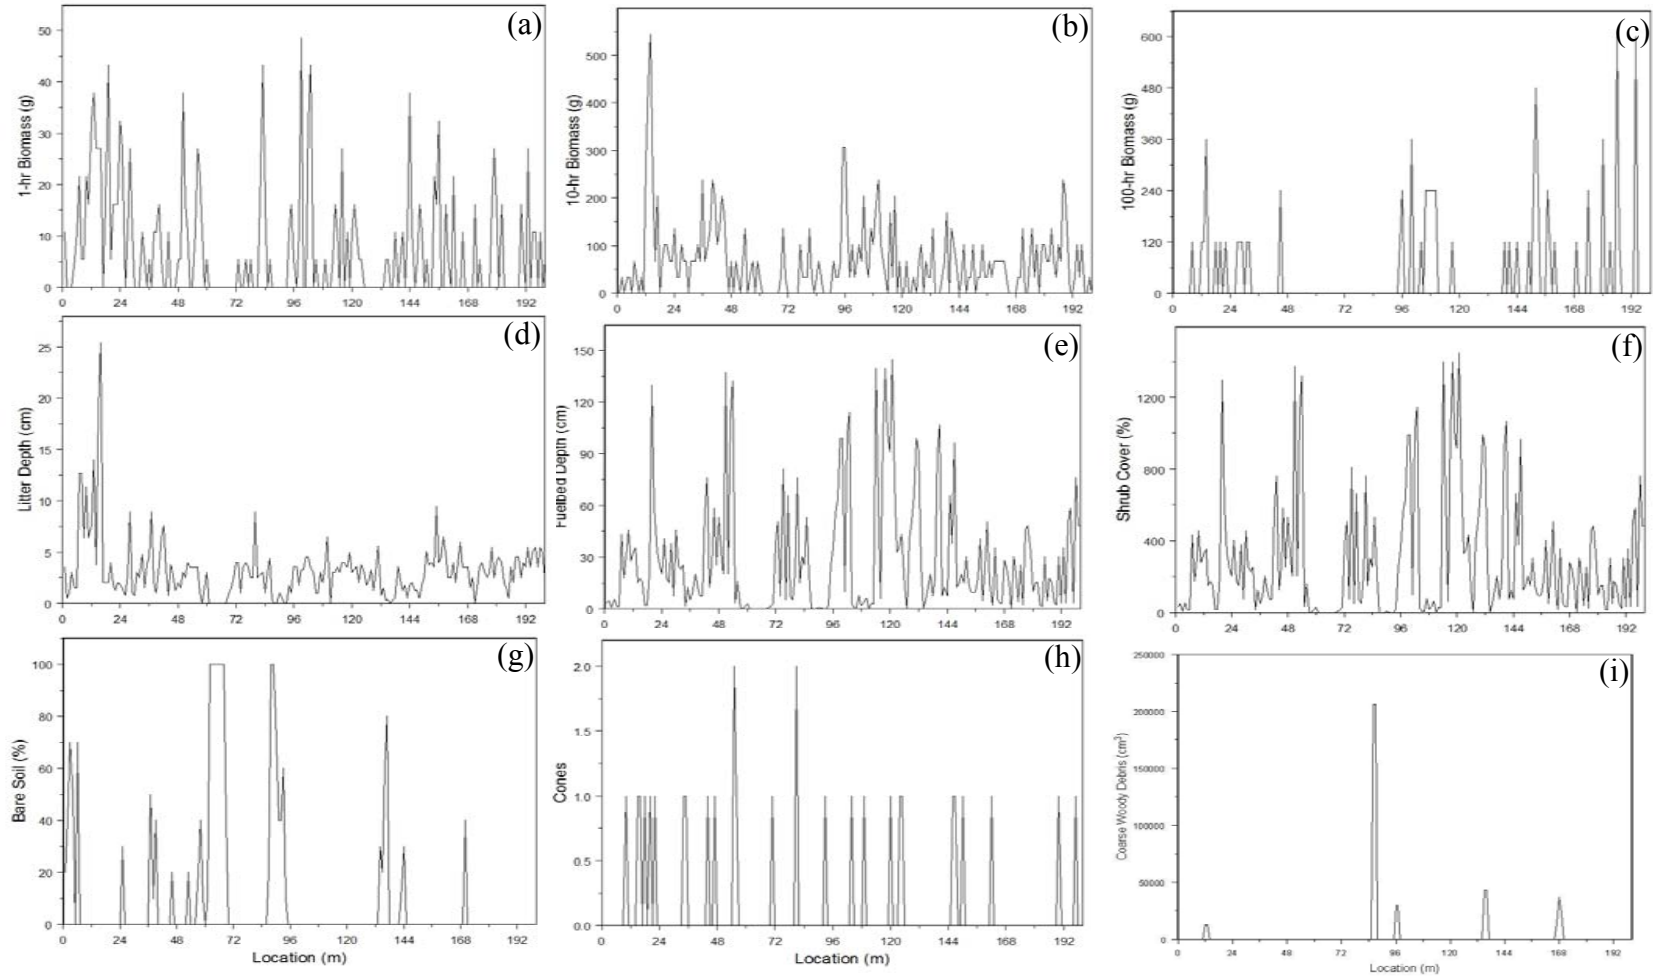 (a)
1-hr Biomass (g)
50
40
30
20
10
0
0 24 48 72 96 120 144 168 192
(b)
10-hr Biomass (g)
500
400
300
200
100
0
0 24 48 72 96 120 144 168 192
(c)
100-hr Biomass (g)
600
480
360
240
120
0
0 24 48 72 96 120 144 168 192
(d)
Litter Depth (cm)
25
20
15
10
5
0
0 24 48 72 96 120 144 168 192
(e)
Fuelbed Depth (cm)
150
120
90
60
30
0
0 24 48 72 96 120 144 168 192
(f)
Shrub Cover (%)
1200
800
400
0
0 24 48 72 96 120 144 168 192
(g)
Bare Soil (%)
100
80
60
40
20
0
0 24 48 72 96 120 144 168 192
Location (m)
(h)
Cones
2.0
1.5
1.0
0.5
0.0
0 24 48 72 96 120 144 168 192
Location (m)
(i)
Coarse Woody Debris (cm³)
250000
200000
150000
100000
50000
0
0 24 48 72 96 120 144 168 192
Location (m)